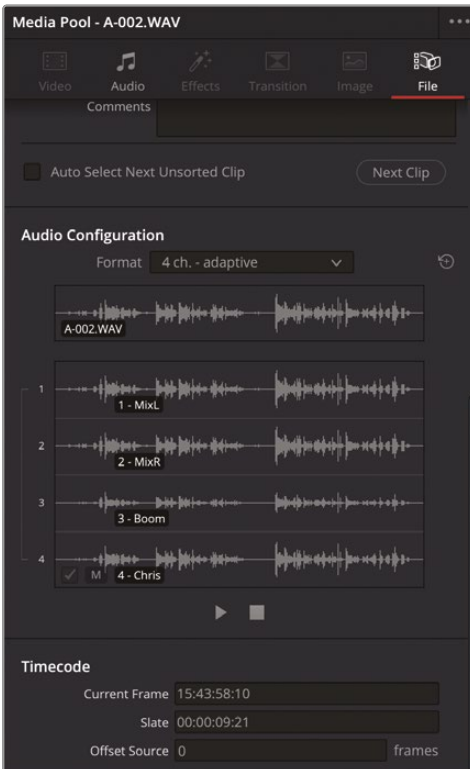 Media Pool - A-002.WAV
Video Audio Effects Transition Image File
Comments
Auto Select Next Unsorted Clip Next Clip
Audio Configuration
Format 4 ch. - adaptive
A-002.WAV
1
1 - MixL
2
2 - MixR
3
3 - Boom
4
M 4 - Chris
Timecode
Current Frame 15:43:58:10
Slate 00:00:09:21
Offset Source 0 frames